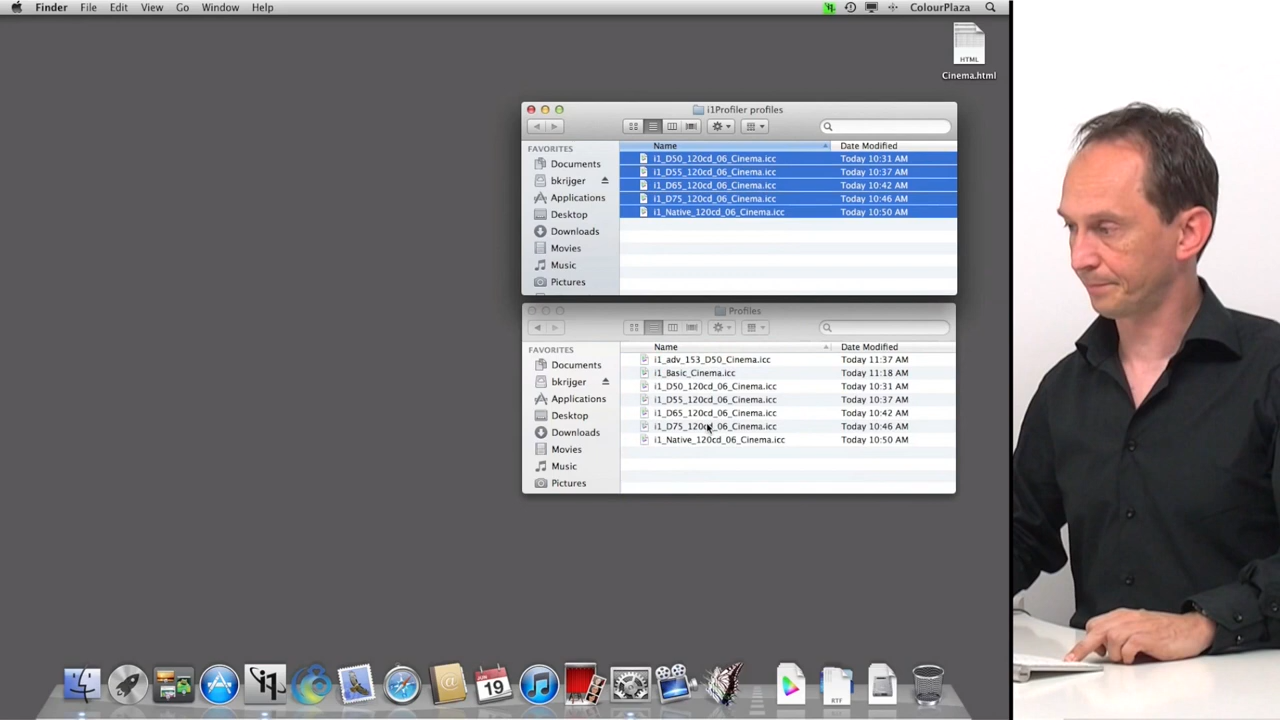 Finder File Edit View Go Window Help ColourPlaza
HTML
Cinema.html
i1Profiler profiles
FAVORITES
Documents
bkrijger
Applications
Desktop
Downloads
Movies
Music
Pictures
Name Date Modified
i1_D50_120cd_06_Cinema.icc Today 10:31 AM
i1_D55_120cd_06_Cinema.icc Today 10:37 AM
i1_D65_120cd_06_Cinema.icc Today 10:42 AM
i1_D75_120cd_06_Cinema.icc Today 10:46 AM
i1_Native_120cd_06_Cinema.icc Today 10:50 AM
Profiles
FAVORITES
Documents
bkrijger
Applications
Desktop
Downloads
Movies
Music
Pictures
Name Date Modified
i1_adv_153_D50_Cinema.icc Today 11:37 AM
i1_Basic_Cinema.icc Today 11:18 AM
i1_D50_120cd_06_Cinema.icc Today 10:31 AM
i1_D55_120cd_06_Cinema.icc Today 10:37 AM
i1_D65_120cd_06_Cinema.icc Today 10:42 AM
i1_D75_120cd_06_Cinema.icc Today 10:46 AM
i1_Native_120cd_06_Cinema.icc Today 10:50 AM
JUN
19
RTF